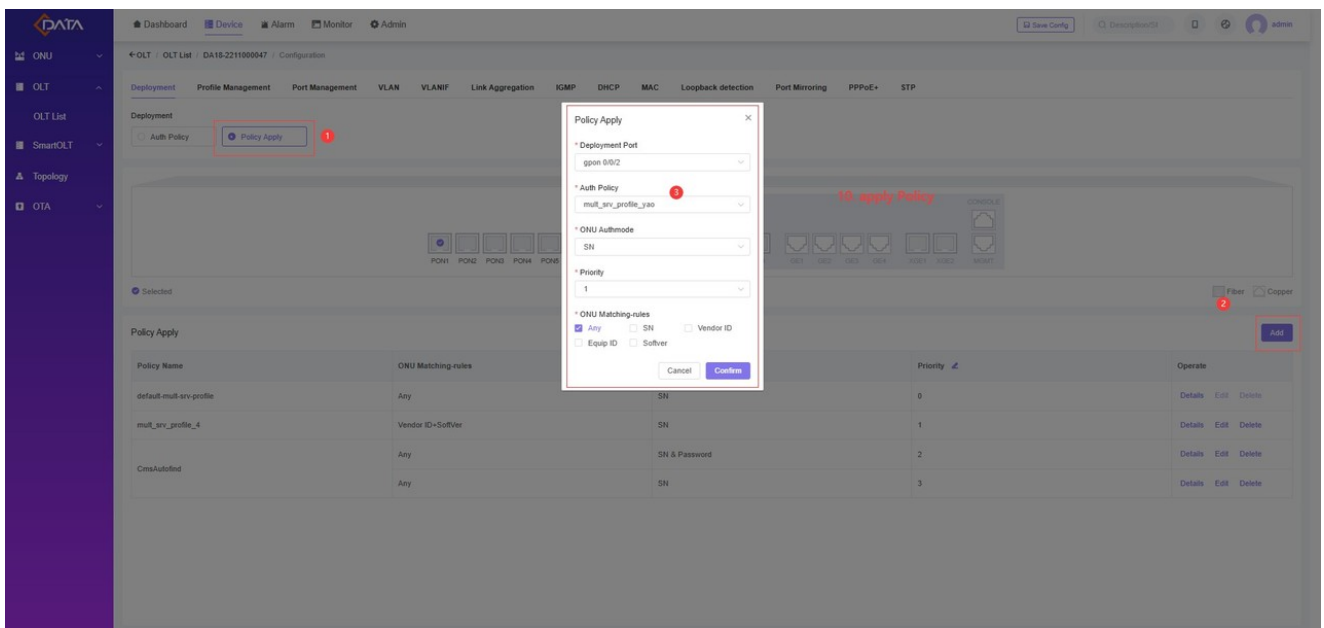 DATA
Dashboard Device Alarm Monitor Admin
Save Config
admin
ONU
OLT
OLT List
SmartOLT
Topology
OTA
←OLT / OLT List / DA16-2211000047 / Configuration
Deployment Profile Management Port Management VLAN VLANIF Link Aggregation IGMP DHCP MAC Loopback detection Port Mirroring PPPoE+ STP
Deployment
Auth Policy Policy Apply 1
Policy Apply
* Deployment Port
gpon 0/0/2
* Auth Policy
3
mult_srv_profile_yao
* ONU Authmode
SN
* Priority
1
* ONU Matching-rules
Any SN Vendor ID
Equip ID Softver
Cancel Confirm
10. apply Policy
CONSOLE
PON1 PON2 PON3 PON4 PON5
GE1 GE2 GE3 GE4 XGE1 XGE2 MGMT
Selected
Fiber Copper
2
Policy Apply
Add
Policy Name ONU Matching-rules Priority Operate
default-mult-srv-profile Any SN 0 Details Edit Delete
mult_srv_profile_4 Vendor ID+SoftVer SN 1 Details Edit Delete
CmsAutofind
Any SN & Password 2 Details Edit Delete
Any SN 3 Details Edit Delete